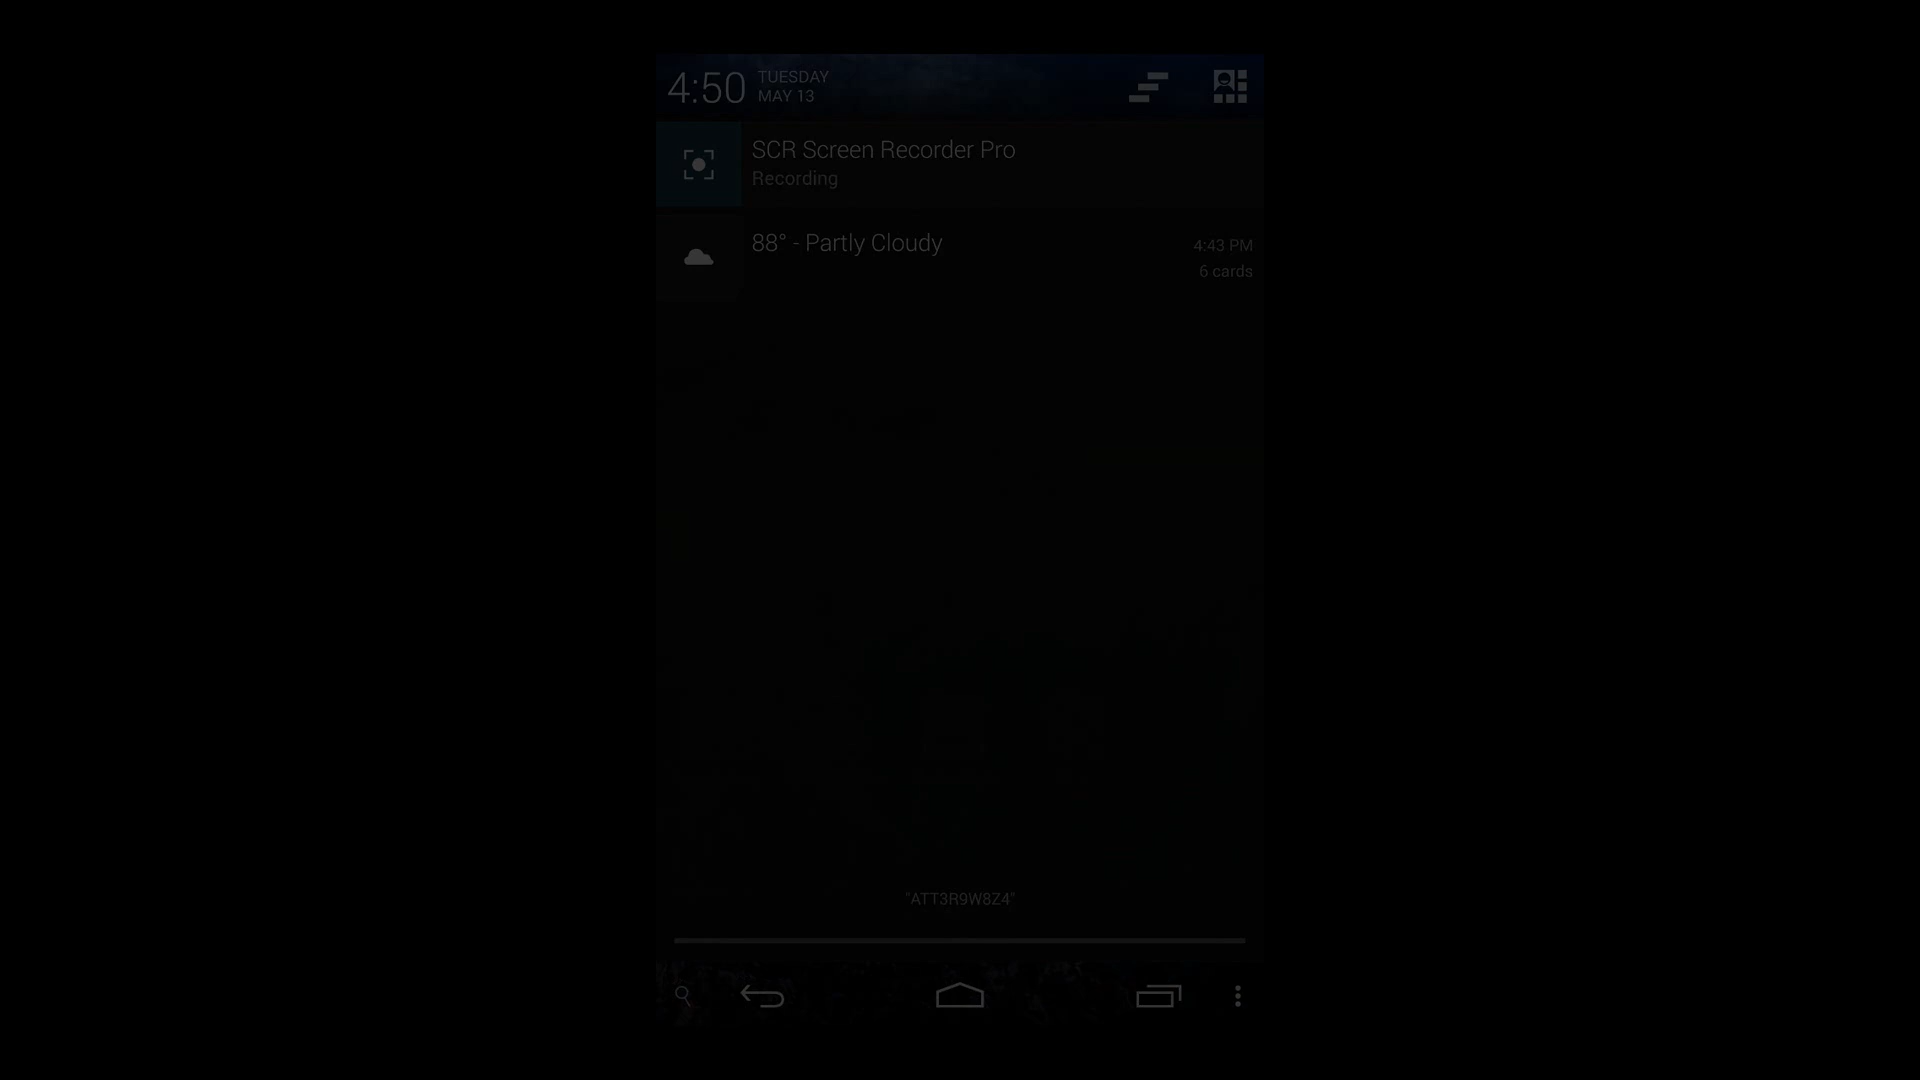 4:50
TUESDAY
MAY 13
SCR Screen Recorder Pro
Recording
88° - Partly Cloudy
4:43 PM
6 cards
"ATT3R9W8Z4"